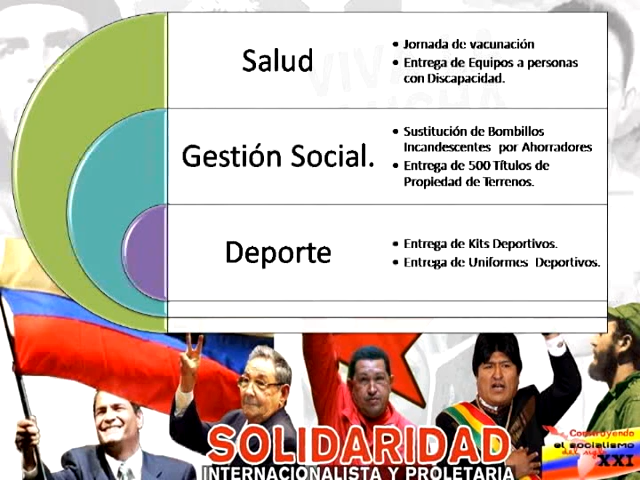 Salud
• Jornada de vacunación
• Entrega de Equipos a personas
con Discapacidad.
Gestión Social.
• Sustitución de Bombillos
Incandescentes por Ahorradores
• Entrega de 500 Títulos de
Propiedad de Terrenos.
Deporte
• Entrega de Kits Deportivos.
• Entrega de Uniformes Deportivos.
SOLIDARIDAD
INTERNACIONALISTA Y PROLETARIA
Construyendo
el socialismo
del siglo
XXI